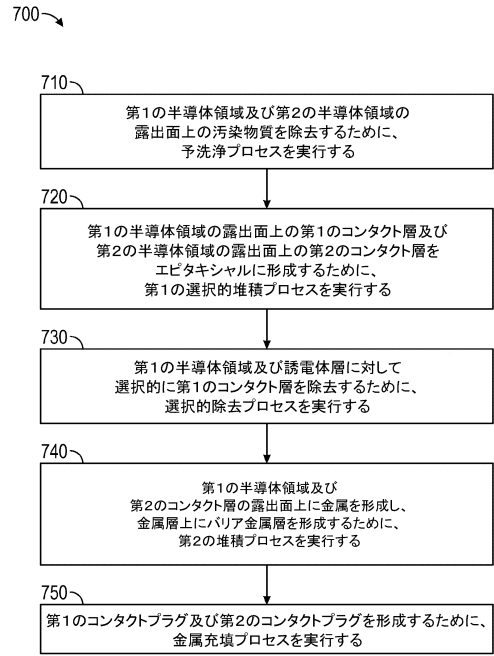 700
710
第1の半導体領域及び第2の半導体領域の
露出面上の汚染物質を除去するために、
予洗浄プロセスを実行する
720
第1の半導体領域の露出面上の第1のコンタクト層及び
第2の半導体領域の露出面上の第2のコンタクト層を
エピタキシャルに形成するために、
第1の選択的堆積プロセスを実行する
730
第1の半導体領域及び誘電体層に対して
選択的に第1のコンタクト層を除去するために、
選択的除去プロセスを実行する
740
第1の半導体領域及び
第2のコンタクト層の露出面上に金属を形成し、
金属層上にバリア金属層を形成するために、
第2の堆積プロセスを実行する
750
第1のコンタクトプラグ及び第2のコンタクトプラグを形成するために、
金属充填プロセスを実行する